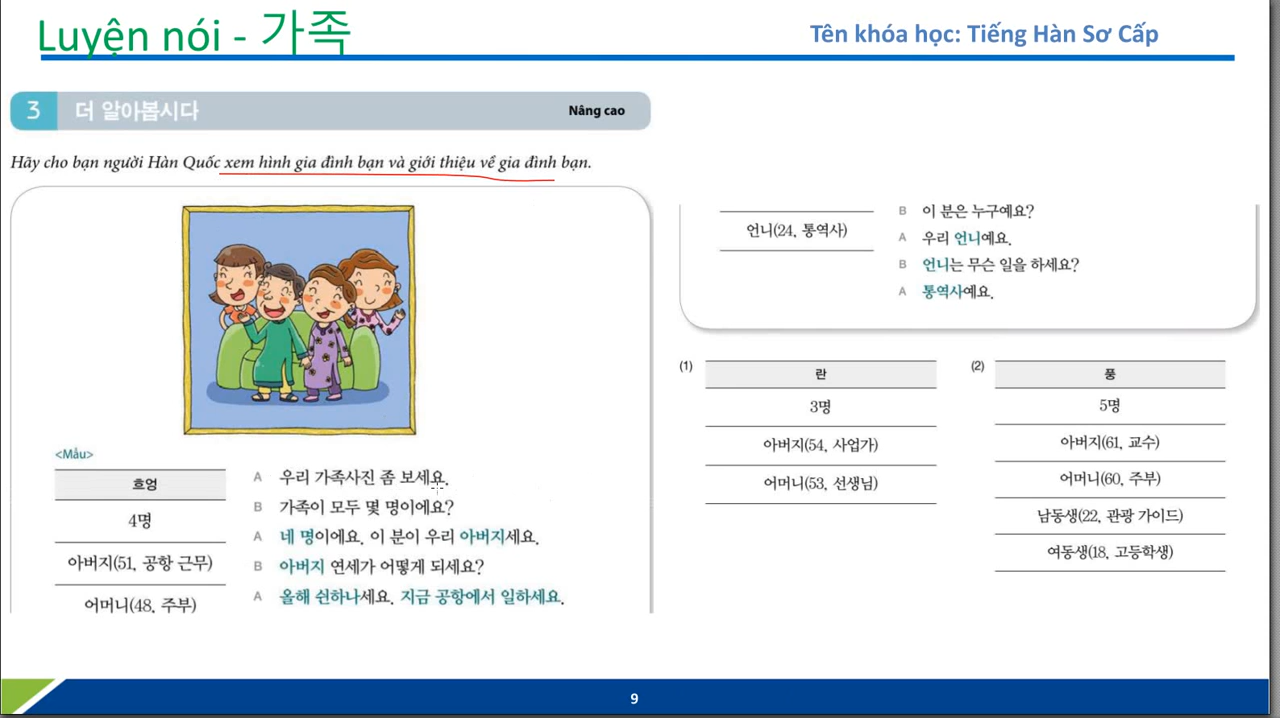 Luyện nói - 가족
Tên khóa học: Tiếng Hàn Sơ Cấp
3 더 알아봅시다 Nâng cao
Hãy cho bạn người Hàn Quốc xem hình gia đình bạn và giới thiệu về gia đình bạn.
<Mẫu>
흐엉
4명
아버지(51, 공항 근무)
어머니(48, 주부)
A 우리 가족사진 좀 보세요.
B 가족이 모두 몇 명이에요?
A 네 명이에요. 이 분이 우리 아버지세요.
B 아버지 연세가 어떻게 되세요?
A 올해 쉰하나세요. 지금 공항에서 일하세요.
언니(24, 통역사)
B 이 분은 누구예요?
A 우리 언니예요.
B 언니는 무슨 일을 하세요?
A 통역사예요.
(1)
란
3명
아버지(54, 사업가)
어머니(53, 선생님)
(2)
풍
5명
아버지(61, 교수)
어머니(60, 주부)
남동생(22, 관광 가이드)
여동생(18, 고등학생)
9